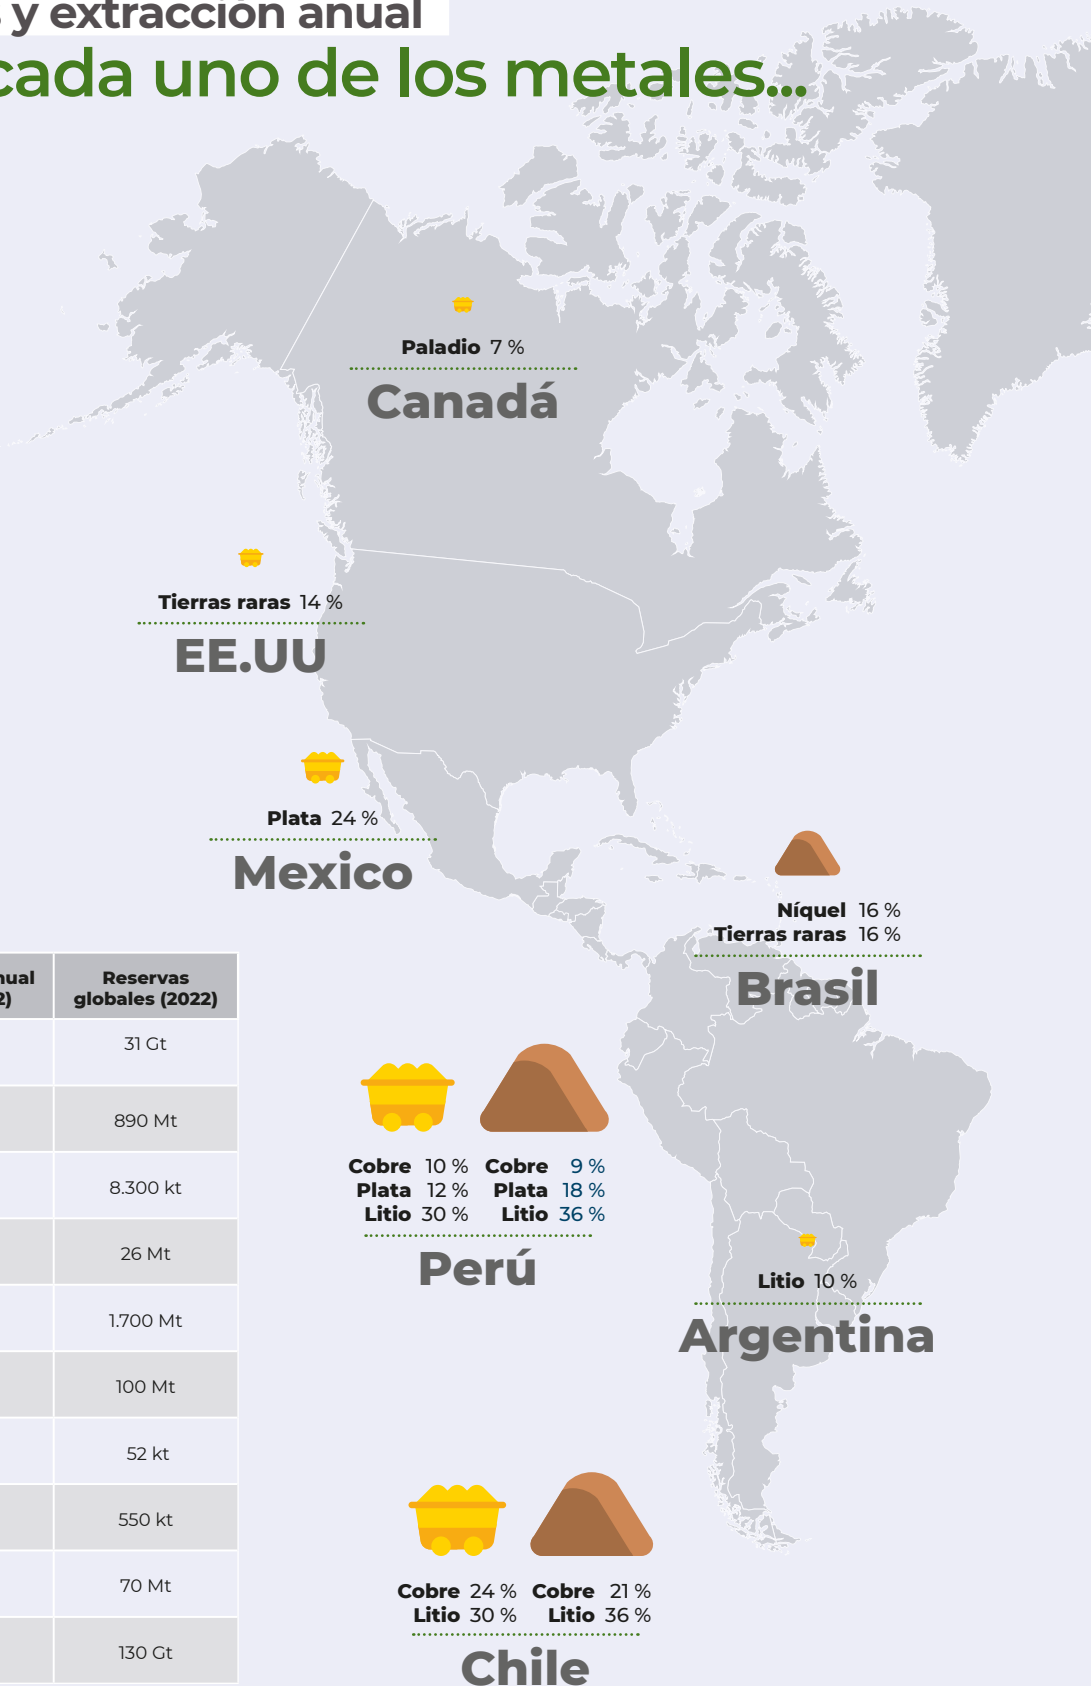 y extracción anual
cada uno de los metales...
Paladio 7 %
Canadá
Tierras raras 14 %
EE.UU
Plata 24 %
Mexico
Níquel 16 %
Tierras raras 16 %
Brasil
Reservas
globales (2022)
31 Gt
890 Mt
8.300 kt
26 Mt
1.700 Mt
100 Mt
52 kt
550 kt
70 Mt
130 Gt
Cobre 10 % Cobre 9 %
Plata 12 % Plata 18 %
Litio 30 % Litio 36 %
Perú
Litio 10 %
Argentina
Cobre 24 % Cobre 21 %
Litio 30 % Litio 36 %
Chile